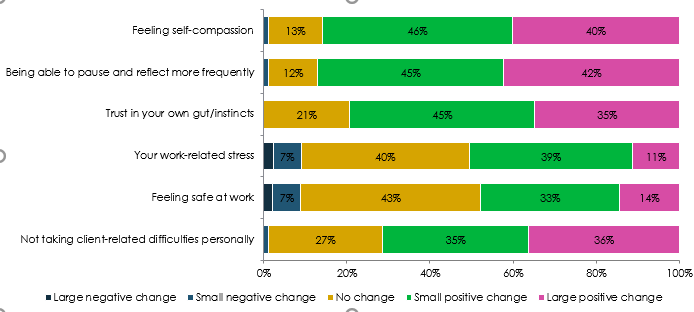 Feeling self-compassion 13% 46% 40%
Being able to pause and reflect more frequently 12% 45% 42%
Trust in your own gut/instincts 21% 45% 35%
Your work-related stress 7% 40% 39% 11%
Feeling safe at work 7% 43% 33% 14%
Not taking client-related difficulties personally 27% 35% 36%
0% 20% 40% 60% 80% 100%
Large negative change Small negative change No change Small positive change Large positive change